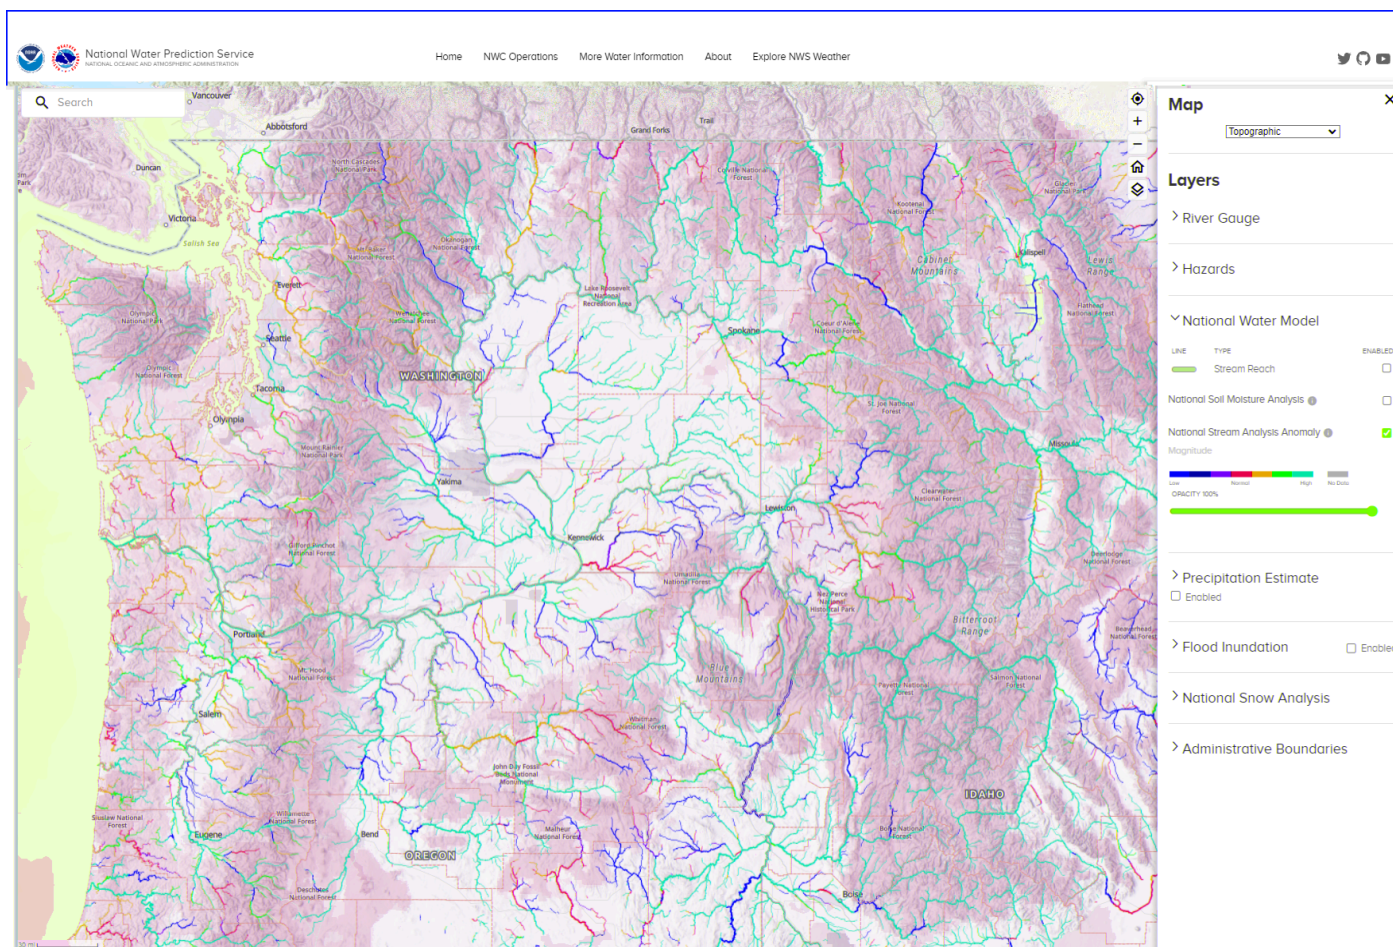 National Water Prediction Service
NATIONAL OCEANIC AND ATMOSPHERIC ADMINISTRATION
Home NWC Operations More Water Information About Explore NWS Weather
Search
Map
Topographic
Layers
River Gauge
Hazards
National Water Model
LINE TYPE ENABLED
Stream Reach
National Soil Moisture Analysis
National Stream Analysis Anomaly
Magnitude
Low Normal High No Data
OPACITY 100%
Precipitation Estimate
Enabled
Flood Inundation Enabled
National Snow Analysis
Administrative Boundaries
Vancouver
Abbotsford
Grand Forks
Trail
Duncan
Park
North Cascades
National Park
Colville National
Forest
Glacier
National Park
Kootenai
National Forest
Victoria
Salish Sea
Okanogan
National Forest
Mt. Baker
National Forest
Kalispell
Cabinet
Mountains
Lewis
Range
Everett
Lake Roosevelt
National
Recreation Area
Flathead
National Forest
Olympic
National Park
Wenatchee
National Forest
Spokane
Coeur d'Alene
National Forest
Seattle
Olympic
National Forest
WASHINGTON
Tacoma
St. Joe National
Forest
Olympia
Mount Rainier
National Park
Missoula
Yakima
Clearwater
National Forest
Lewiston
Kennewick
Gifford Pinchot
National Forest
Deerlodge
National Forest
Umatilla
National Forest
Nez Perce
National
Historical Park
Bitterroot
Range
Portland
Beaverhead
National Forest
Mt. Hood
National Forest
Blue
Mountains
Payette National
Forest
Salmon National
Forest
Salem
Whitman
National Forest
John Day Fossil
Beds National
Monument
IDAHO
Siuslaw National
Forest
Willamette
National Forest
Eugene
Bend
Malheur
National Forest
Boise National
Forest
OREGON
Deschutes
National Forest
Boise
30 mi